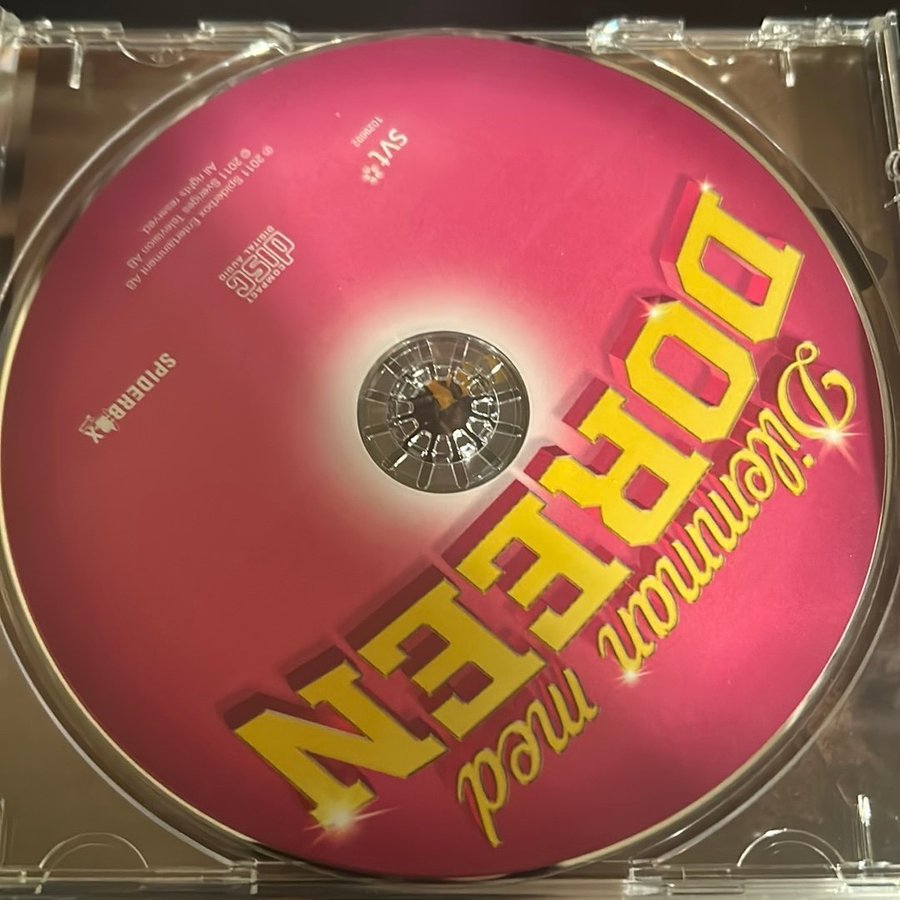 Dilemman med
DOREEN
svt
1020602
COMPACT
disc
DIGITAL AUDIO
℗ 2011 Spiderbox Entertainment AB
© 2011 Sveriges Television AB
All rights reserved.
SPIDERBOX